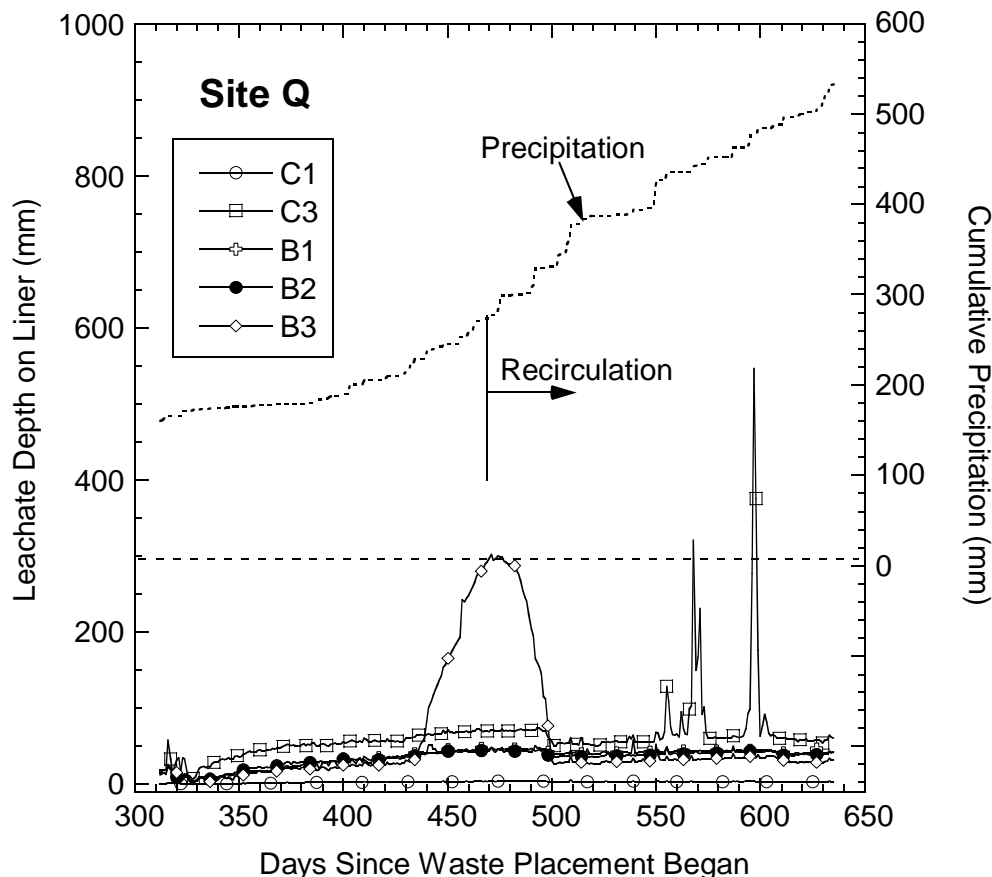 Site Q
C1
C3
B1
B2
B3
Precipitation
Recirculation
Leachate Depth on Liner (mm)
1000
800
600
400
200
0
Cumulative Precipitation (mm)
600
500
400
300
200
100
0
300
350
400
450
500
550
600
650
Days Since Waste Placement Began